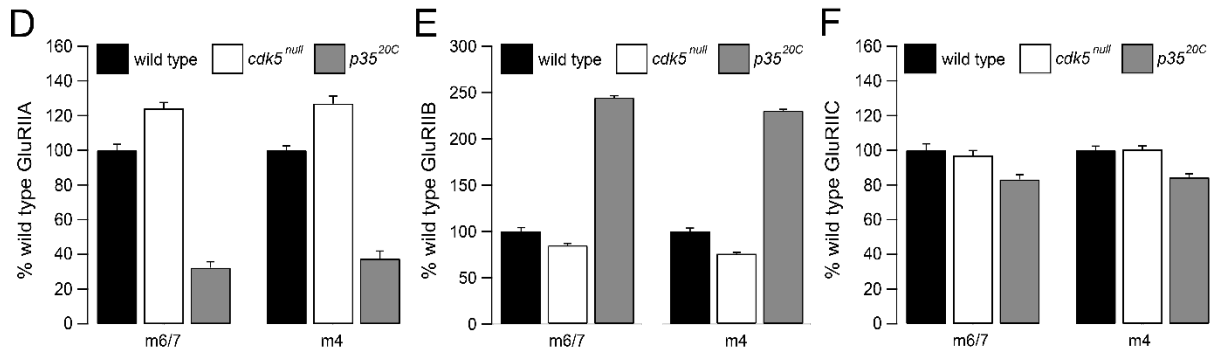 D
% wild type GluRIIA
160
140
120
100
80
60
40
20
0
wild type cdk5null p3520C
m6/7 m4
E
% wild type GluRIIB
300
250
200
150
100
50
0
wild type cdk5null p3520C
m6/7 m4
F
% wild type GluRIIC
160
140
120
100
80
60
40
20
0
wild type cdk5null p3520C
m6/7 m4